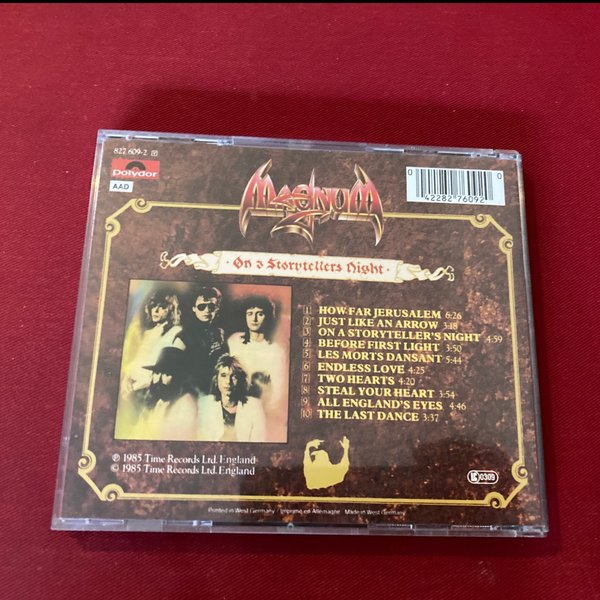 822 609-2
polydor
AAD
MAGNUM
0 42282 76092 0
· On a Storytellers Night ·
1 HOW FAR JERUSALEM 6:26
2 JUST LIKE AN ARROW 3:18
3 ON A STORYTELLER'S NIGHT 4:59
4 BEFORE FIRST LIGHT 3:50
5 LES MORTS DANSANT 5:44
6 ENDLESS LOVE 4:25
7 TWO HEARTS 4:20
8 STEAL YOUR HEART 3:54
9 ALL ENGLAND'S EYES 4:46
10 THE LAST DANCE 3:37
℗ 1985 Time Records Ltd. England
© 1985 Time Records Ltd. England
0309
Printed in West Germany / Imprimé en Allemagne Made in West Germany